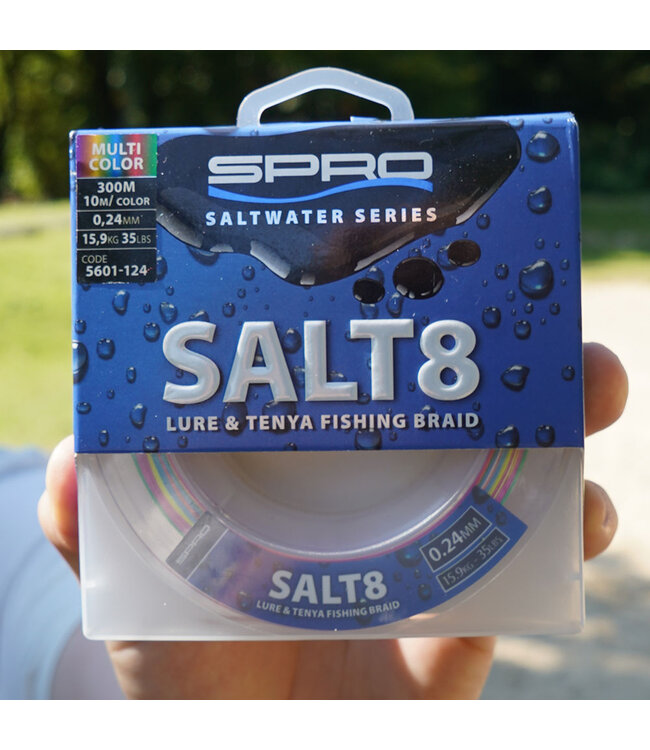 MULTI
COLOR
300M
10M/ COLOR
0,24MM
15,9KG 35LBS
CODE
5601-124
SPRO
SALTWATER SERIES
SALT8
LURE & TENYA FISHING BRAID
SPRO
SALT8
LURE & TENYA FISHING BRAID
0.24MM
15.9KG - 35LBS